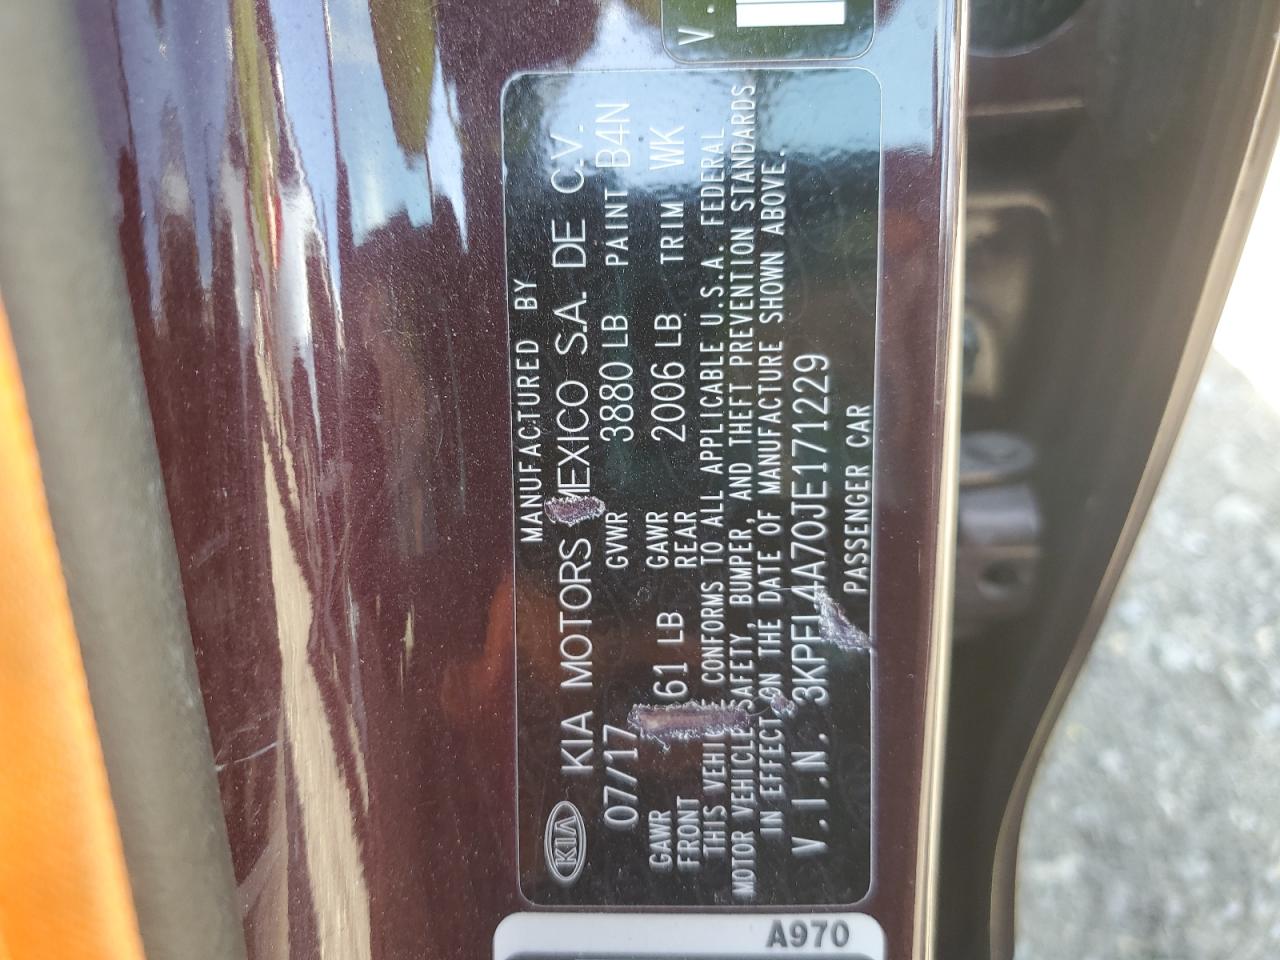 V.
MANUFACTURED BY
KIA KIA MOTORS MEXICO S.A. DE C.V.
07/17 GVWR 3880 LB PAINT B4N
GAWR FRONT 61 LB GAWR REAR 2006 LB TRIM WK
THIS VEHICLE CONFORMS TO ALL APPLICABLE U.S.A. FEDERAL
MOTOR VEHICLE SAFETY, BUMPER, AND THEFT PREVENTION STANDARDS
IN EFFECT ON THE DATE OF MANUFACTURE SHOWN ABOVE.
V.I.N. 3KPFL4A70JE171229
PASSENGER CAR
A970